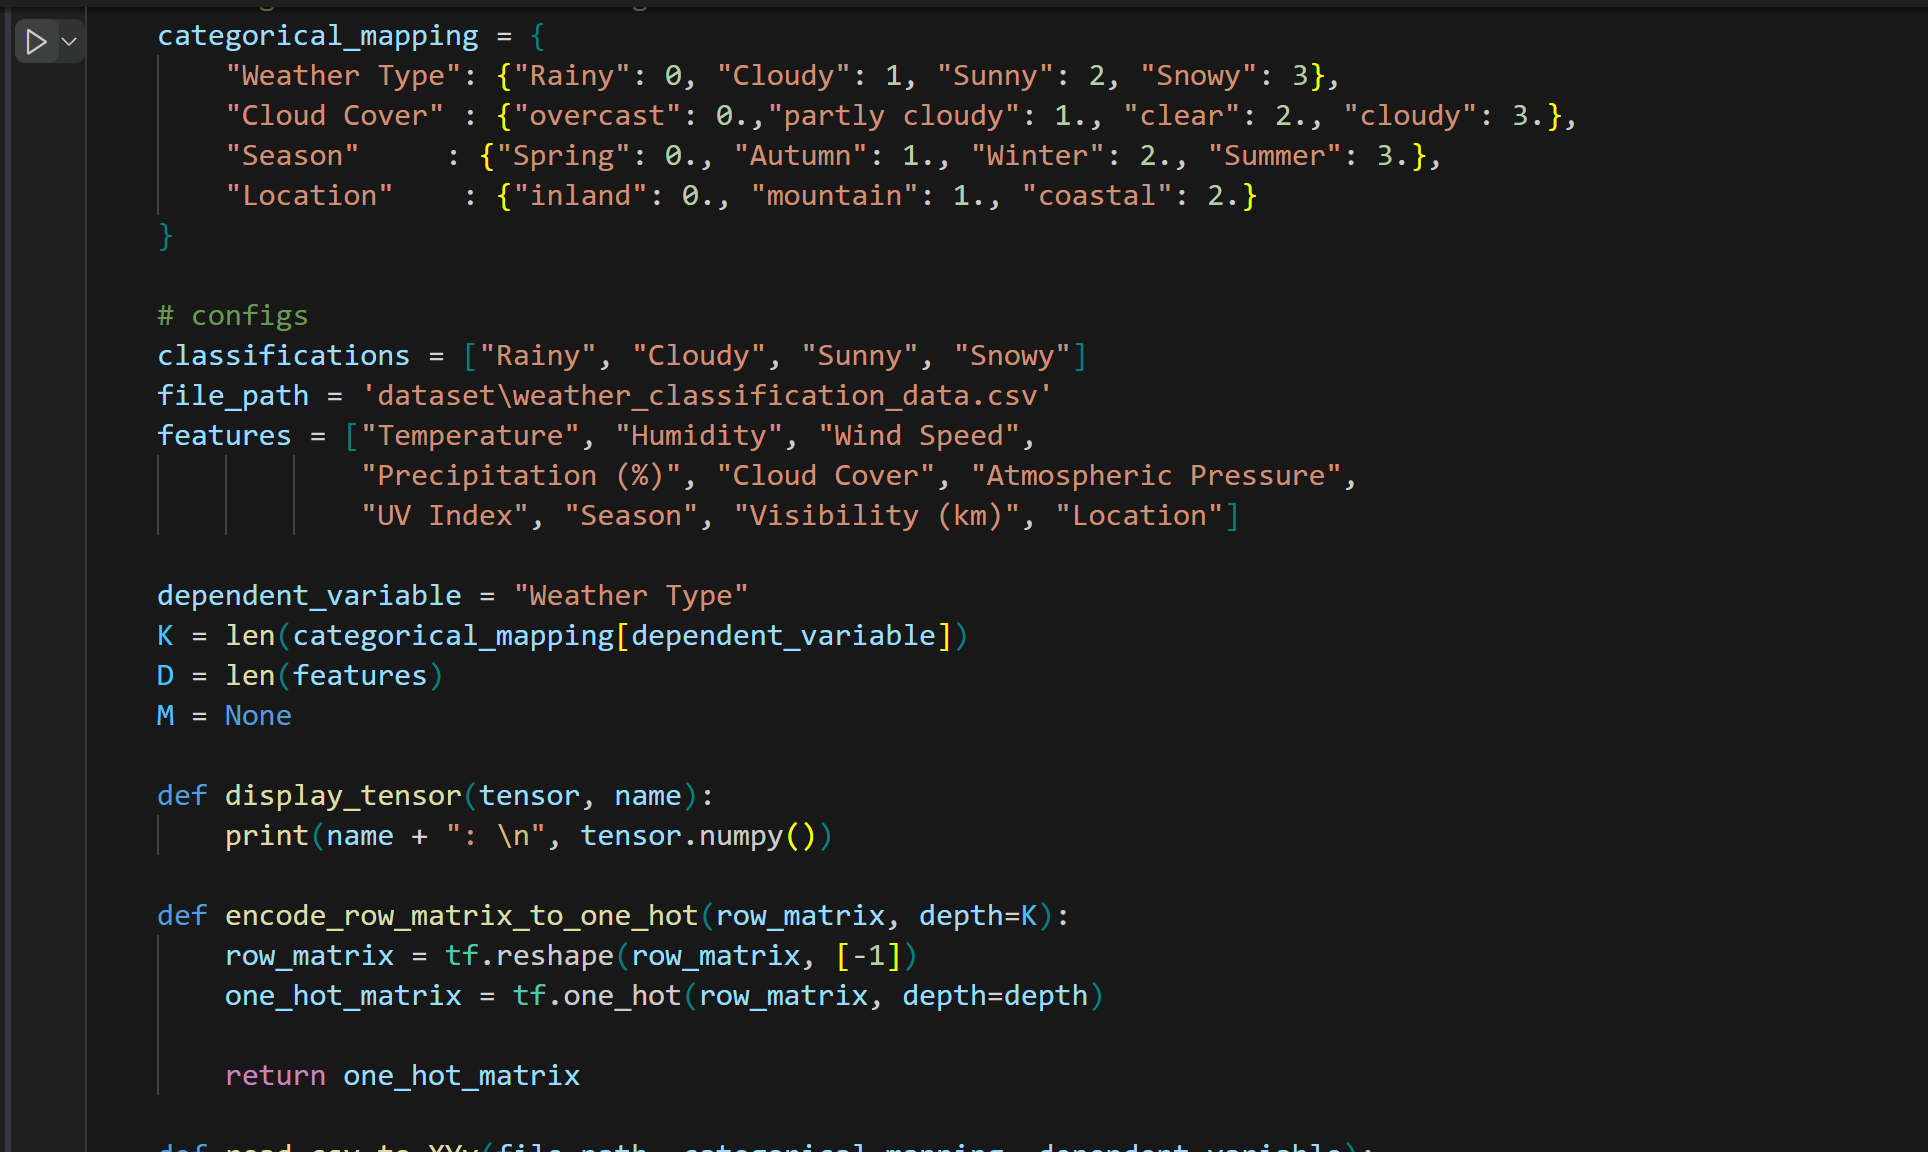 categorical_mapping = {
    "Weather Type": {"Rainy": 0, "Cloudy": 1, "Sunny": 2, "Snowy": 3},
    "Cloud Cover" : {"overcast": 0.,"partly cloudy": 1., "clear": 2., "cloudy": 3.},
    "Season"     : {"Spring": 0., "Autumn": 1., "Winter": 2., "Summer": 3.},
    "Location"    : {"inland": 0., "mountain": 1., "coastal": 2.}
}
# configs
classifications = ["Rainy", "Cloudy", "Sunny", "Snowy"]
file_path = 'dataset\weather_classification_data.csv'
features = ["Temperature", "Humidity", "Wind Speed",
            "Precipitation (%)", "Cloud Cover", "Atmospheric Pressure",
            "UV Index", "Season", "Visibility (km)", "Location"]
dependent_variable = "Weather Type"
K = len(categorical_mapping[dependent_variable])
D = len(features)
M = None
def display_tensor(tensor, name):
    print(name + ": \n", tensor.numpy())
def encode_row_matrix_to_one_hot(row_matrix, depth=K):
    row_matrix = tf.reshape(row_matrix, [-1])
    one_hot_matrix = tf.one_hot(row_matrix, depth=depth)
    return one_hot_matrix
def read_csv_to_XYy(file_path, categorical_mapping, dependent_variable):